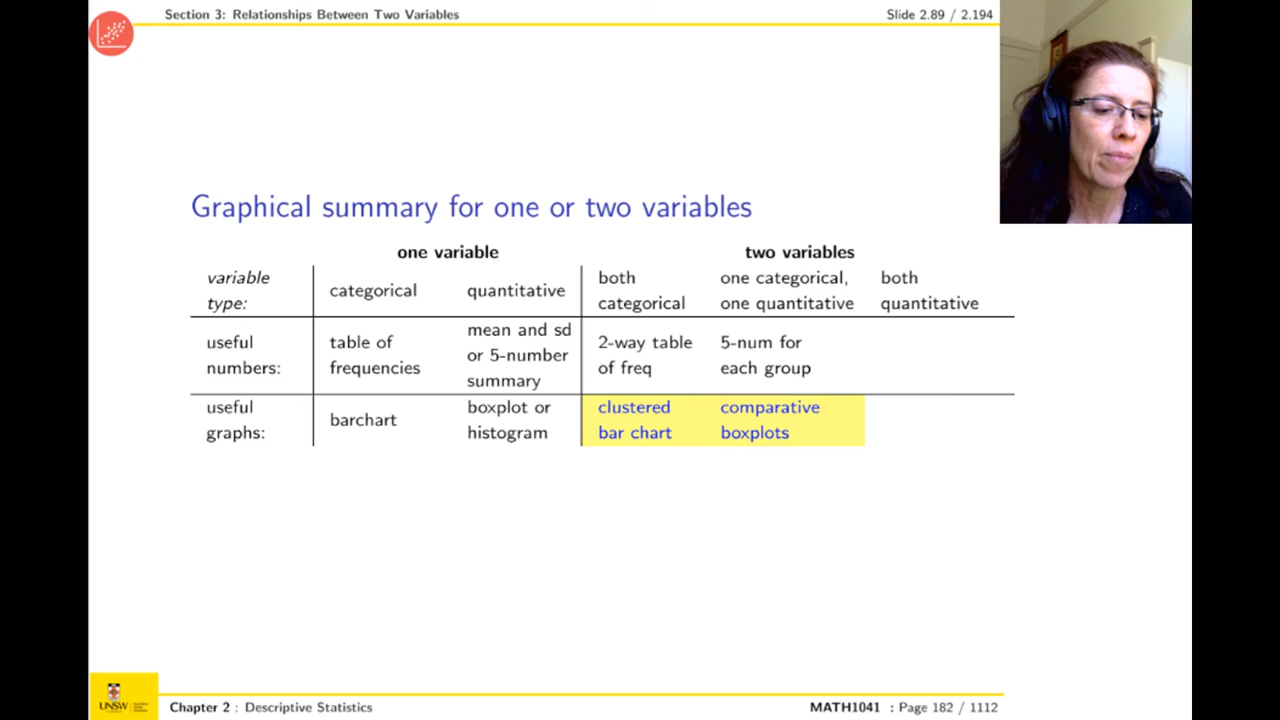 Section 3: Relationships Between Two Variables
Slide 2.89 / 2.194
Graphical summary for one or two variables
one variable two variables
variable type: categorical quantitative both categorical one categorical, one quantitative both quantitative
useful numbers: table of frequencies mean and sd or 5-number summary 2-way table of freq 5-num for each group
useful graphs: barchart boxplot or histogram clustered bar chart comparative boxplots
UNSW
Chapter 2 : Descriptive Statistics
MATH1041 : Page 182 / 1112